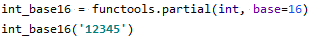 int_base16 = functools.partial(int, base=16)
int_base16('12345')